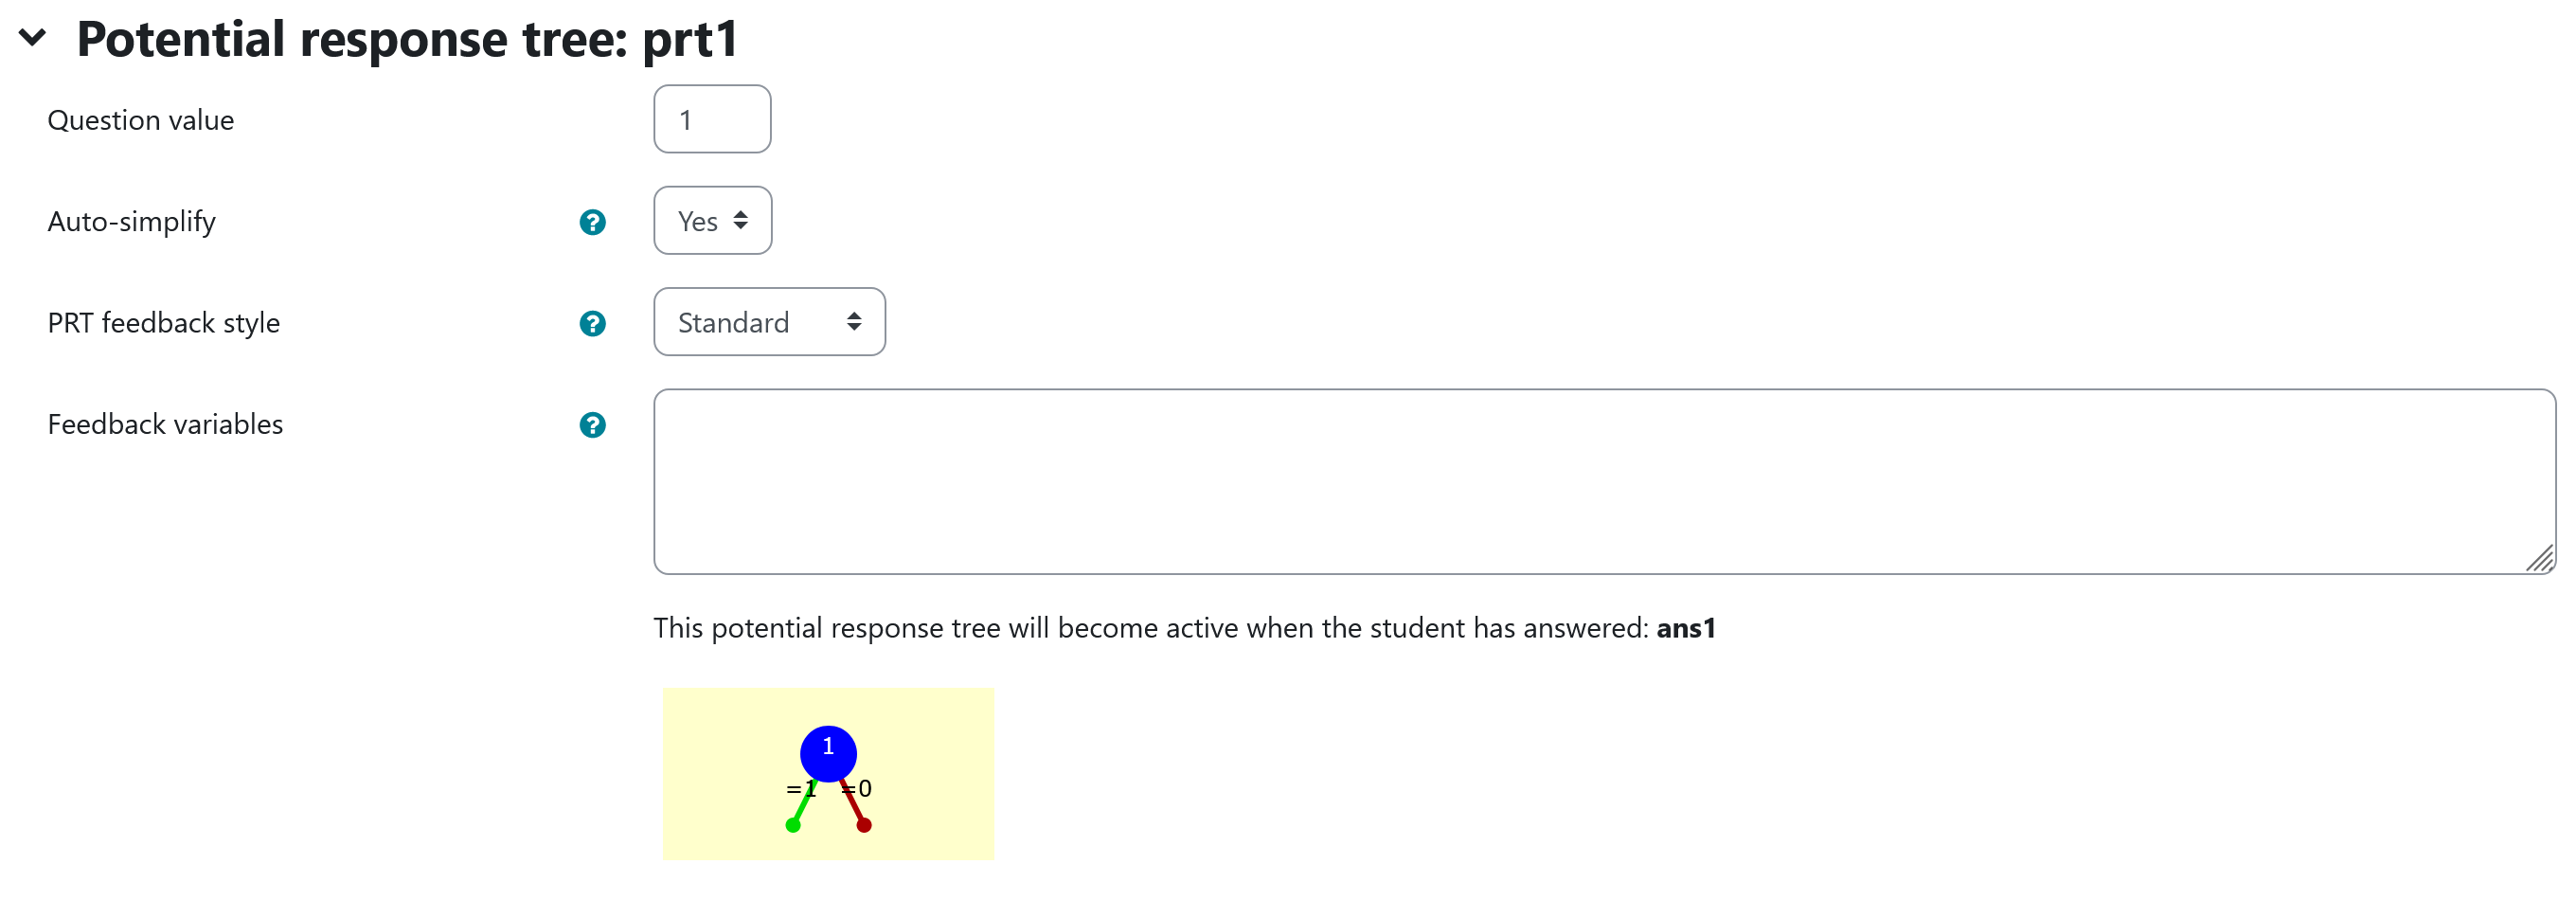 Potential response tree: prt1
Question value
1
Auto-simplify
Yes
PRT feedback style
Standard
Feedback variables
This potential response tree will become active when the student has answered: ans1
1
=1 =0